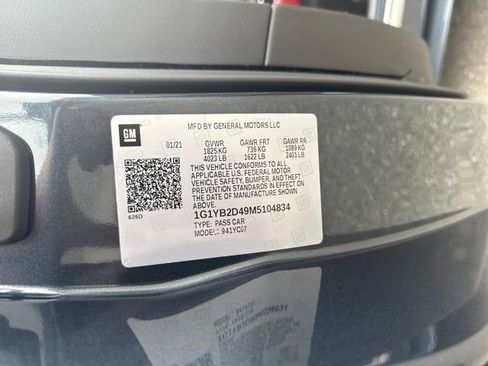 GM
MFD BY GENERAL MOTORS LLC
01/21 GVWR GAWR FRT GAWR RR
1825 KG 736 KG 1089 KG
4023 LB 1622 LB 2401 LB
THIS VEHICLE CONFORMS TO ALL
APPLICABLE U.S. FEDERAL MOTOR
VEHICLE SAFETY, BUMPER, AND THEFT
PREVENTION STANDARDS IN EFFECT ON
THE DATE OF MANUFACTURE SHOWN
ABOVE.
1G1YB2D49M5104834
TYPE: PASS CAR
MODEL: 941YC07
626D